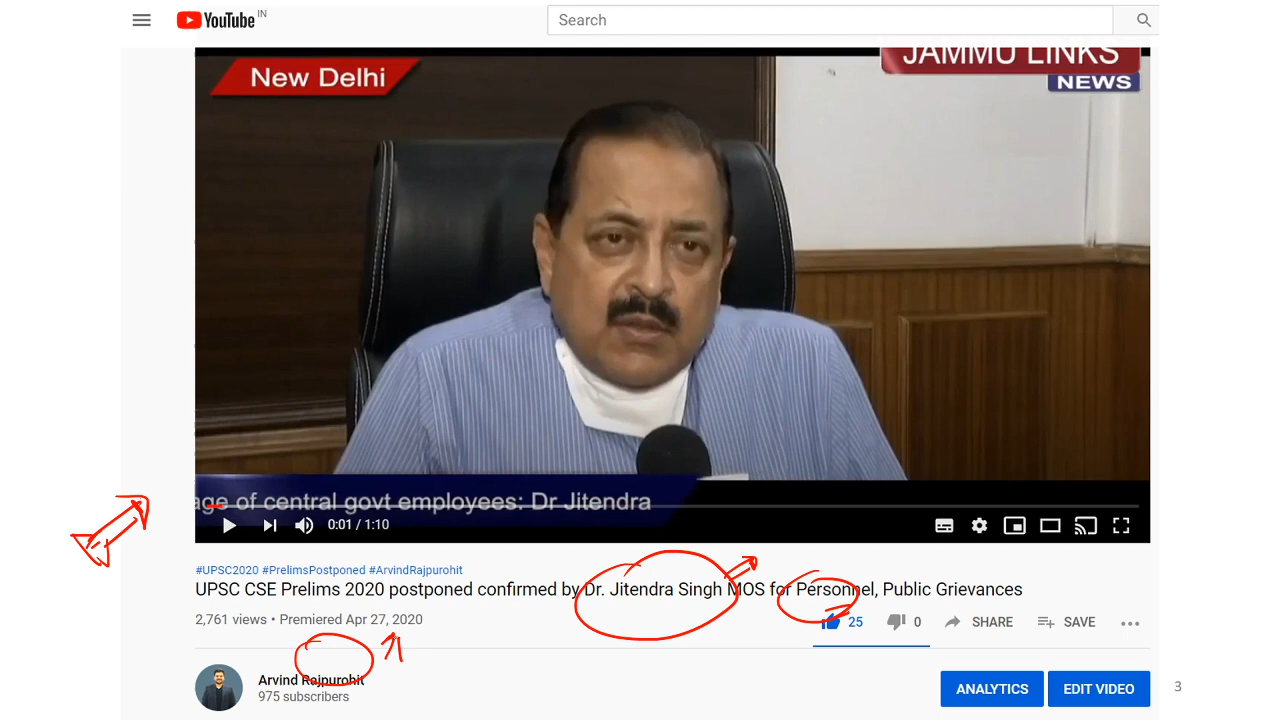 YouTube IN
Search
New Delhi
JAMMU LINKS
NEWS
age of central govt employees: Dr Jitendra
0:01 / 1:10
#UPSC2020 #PrelimsPostponed #ArvindRajpurohit
UPSC CSE Prelims 2020 postponed confirmed by Dr. Jitendra Singh MOS for Personnel, Public Grievances
2,761 views • Premiered Apr 27, 2020
25 0 SHARE SAVE
Arvind Rajpurohit
975 subscribers
ANALYTICS EDIT VIDEO
3